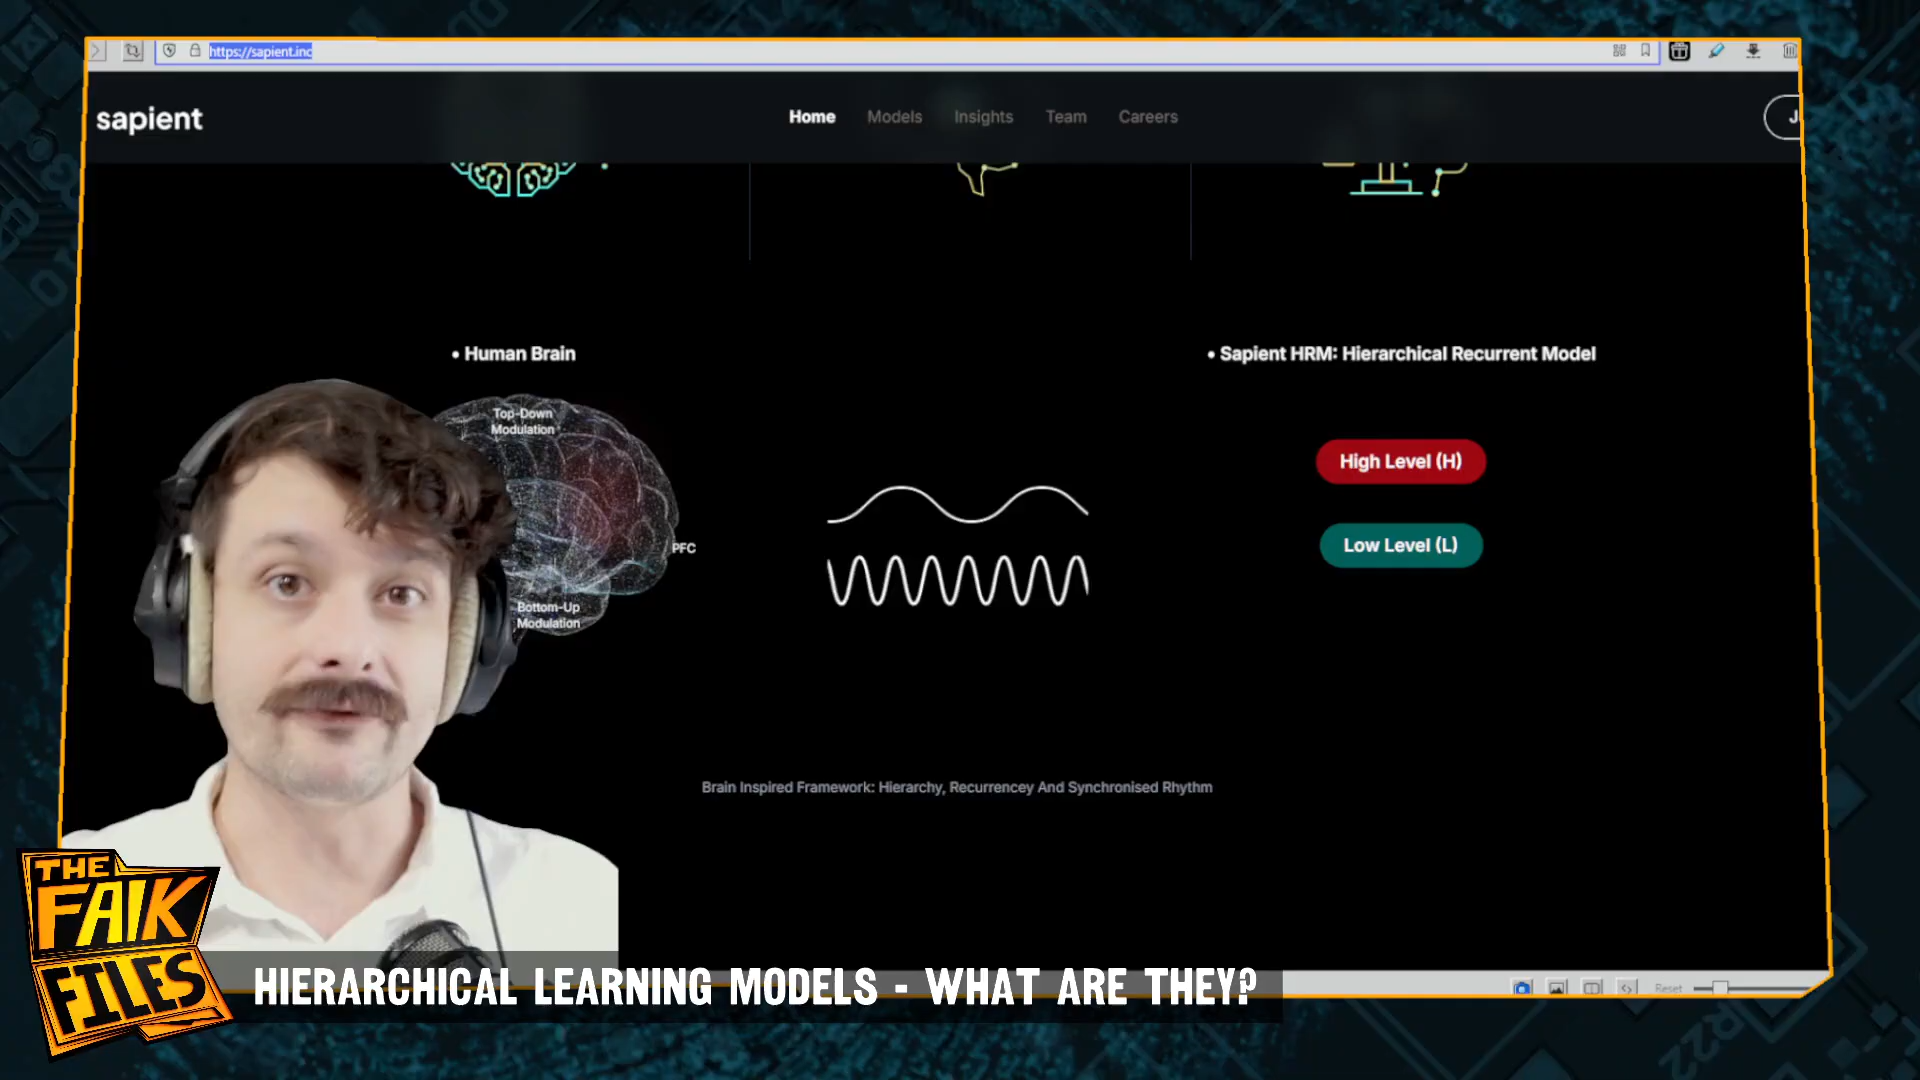 https://sapient.inc
sapient
Home Models Insights Team Careers
• Human Brain
• Sapient HRM: Hierarchical Recurrent Model
Top-Down
Modulation
High Level (H)
PFC
Low Level (L)
Bottom-Up
Modulation
Brain Inspired Framework: Hierarchy, Recurrencey And Synchronised Rhythm
THE
FAIK
FILES
HIERARCHICAL LEARNING MODELS - WHAT ARE THEY?
Reset